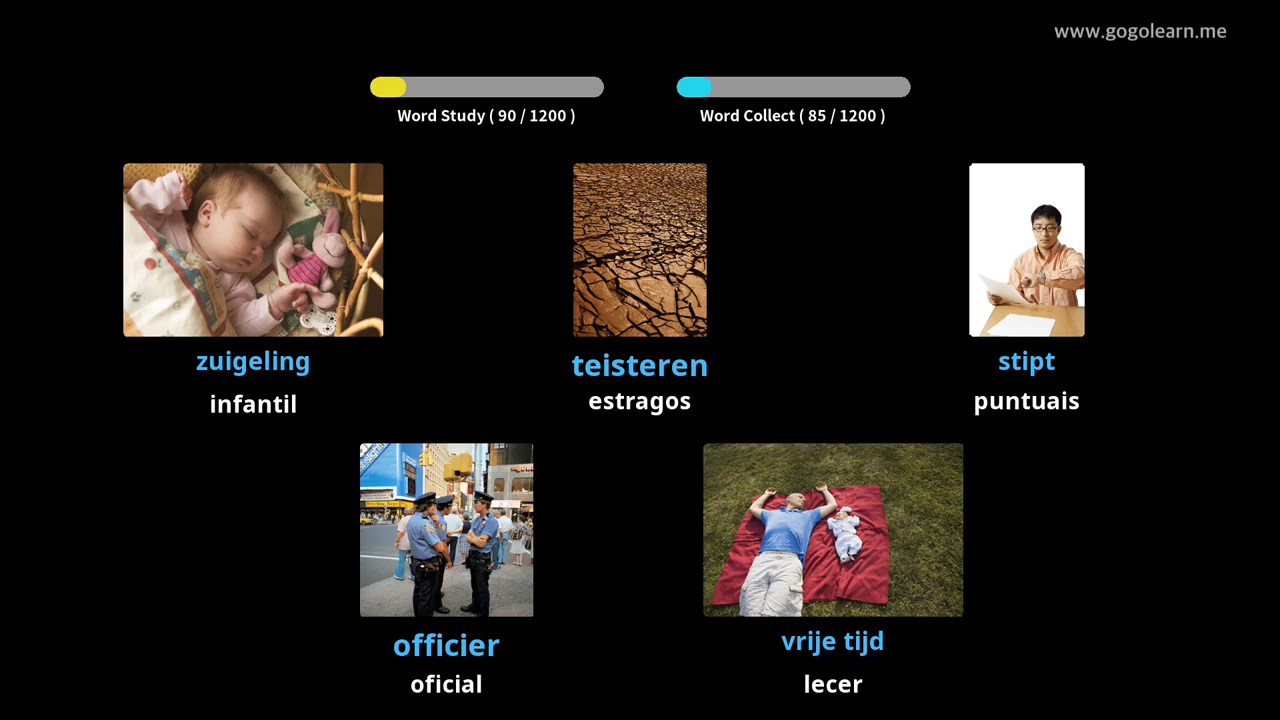 www.gogolearn.me
Word Study ( 90 / 1200 )
Word Collect ( 85 / 1200 )
zuigeling
teisteren
stipt
infantil
estragos
puntuais
officier
vrije tijd
oficial
lecer